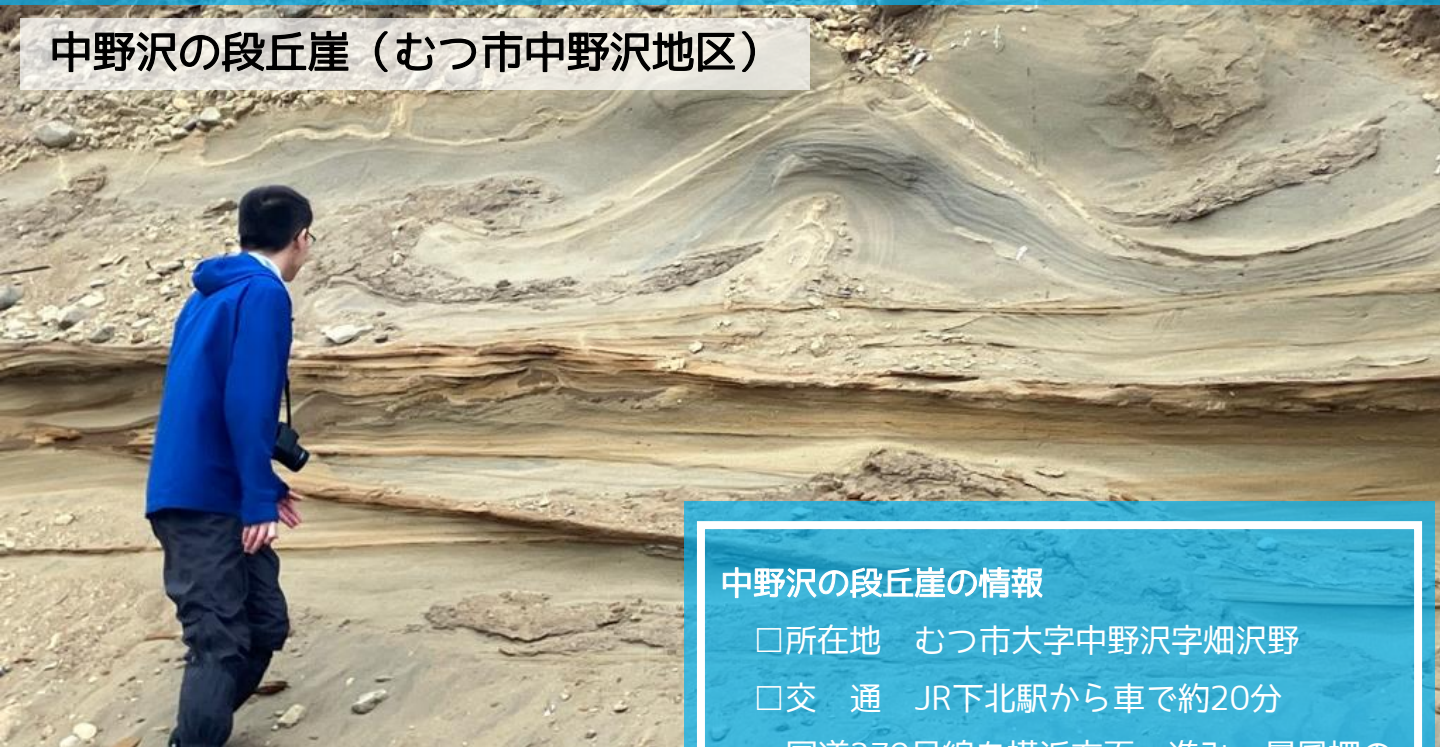 中野沢の段丘崖（むつ市中野沢地区）
中野沢の段丘崖の情報
□所在地　むつ市大字中野沢字畑沢野
□交　通　JR下北駅から車で約20分